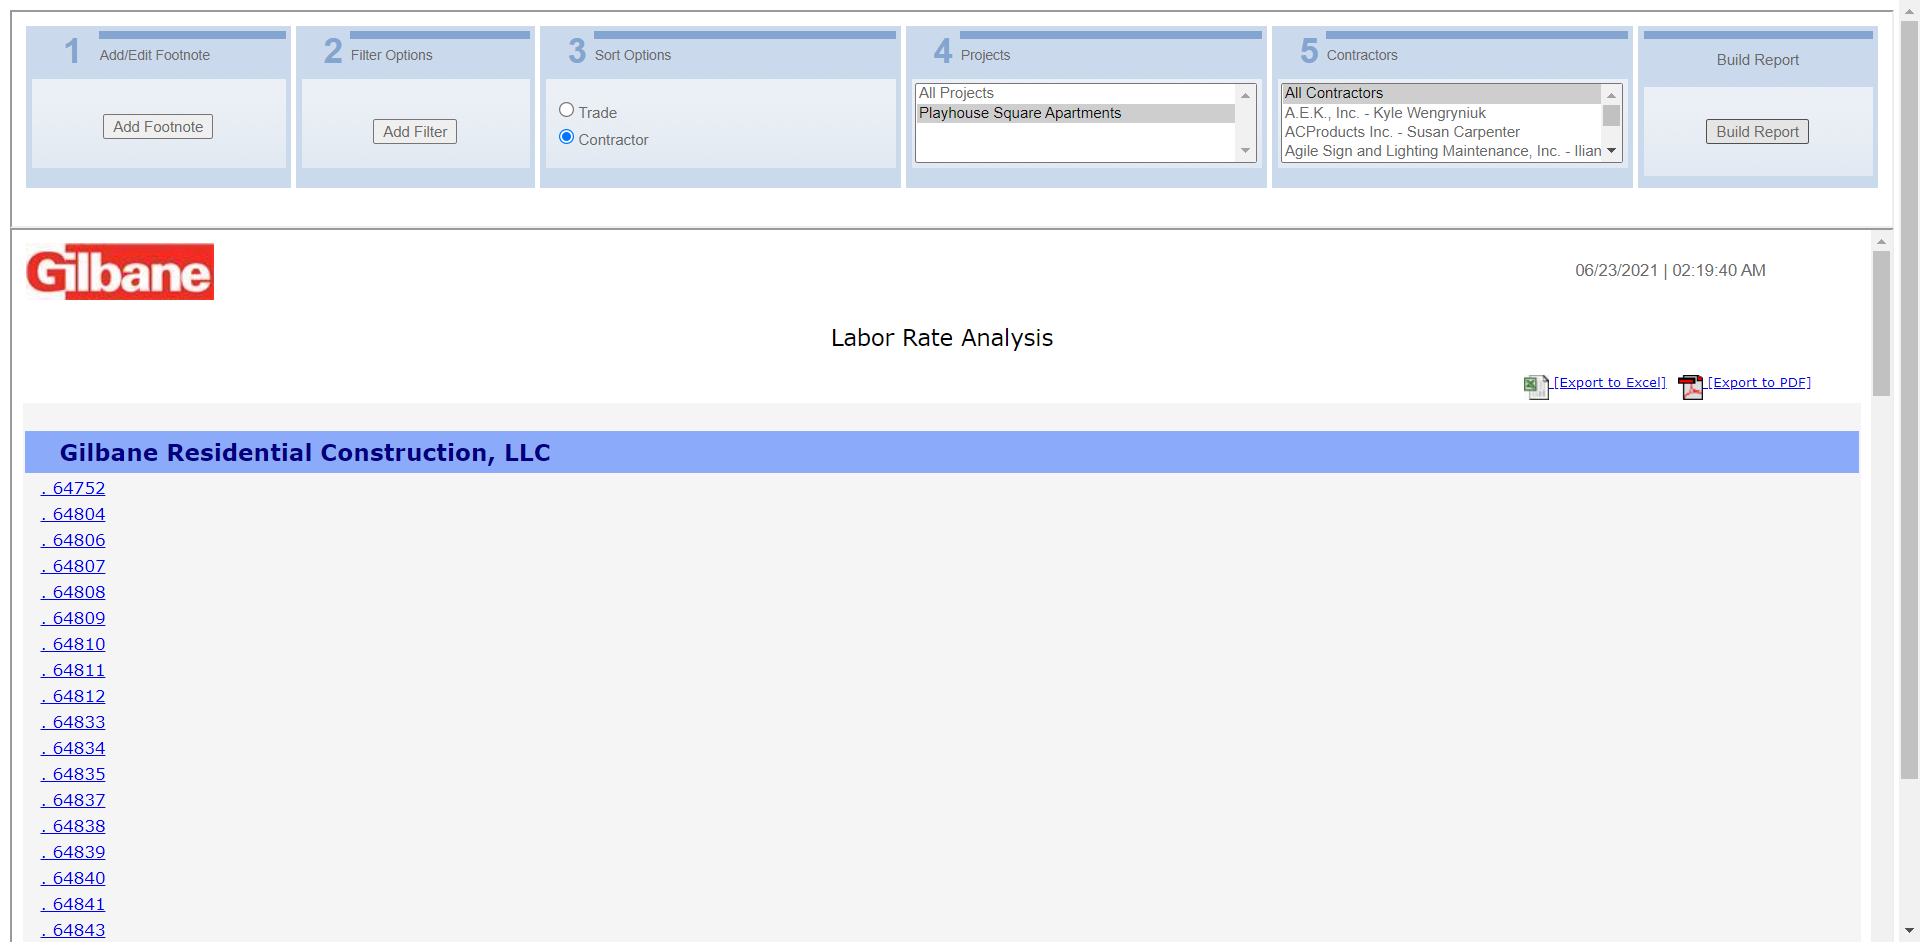 1 Add/Edit Footnote
Add Footnote
2 Filter Options
Add Filter
3 Sort Options
Trade
Contractor
4 Projects
All Projects
Playhouse Square Apartments
5 Contractors
All Contractors
A.E.K., Inc. - Kyle Wengryniuk
ACProducts Inc. - Susan Carpenter
Agile Sign and Lighting Maintenance, Inc. - Ilian
Build Report
Build Report
Gilbane
06/23/2021 | 02:19:40 AM
Labor Rate Analysis
[Export to Excel] [Export to PDF]
Gilbane Residential Construction, LLC
. 64752
. 64804
. 64806
. 64807
. 64808
. 64809
. 64810
. 64811
. 64812
. 64833
. 64834
. 64835
. 64837
. 64838
. 64839
. 64840
. 64841
. 64843